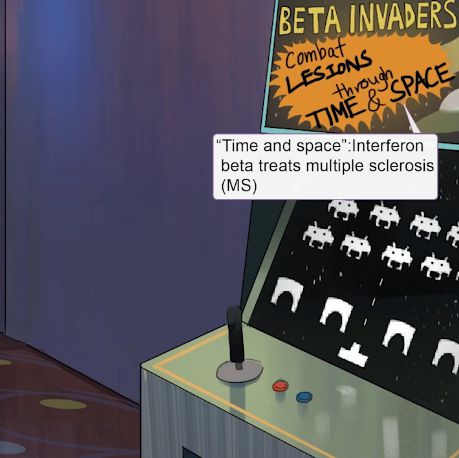 BETA INVADERS
Combat
LESIONS
through
TIME & SPACE
“Time and space”:Interferon
beta treats multiple sclerosis
(MS)